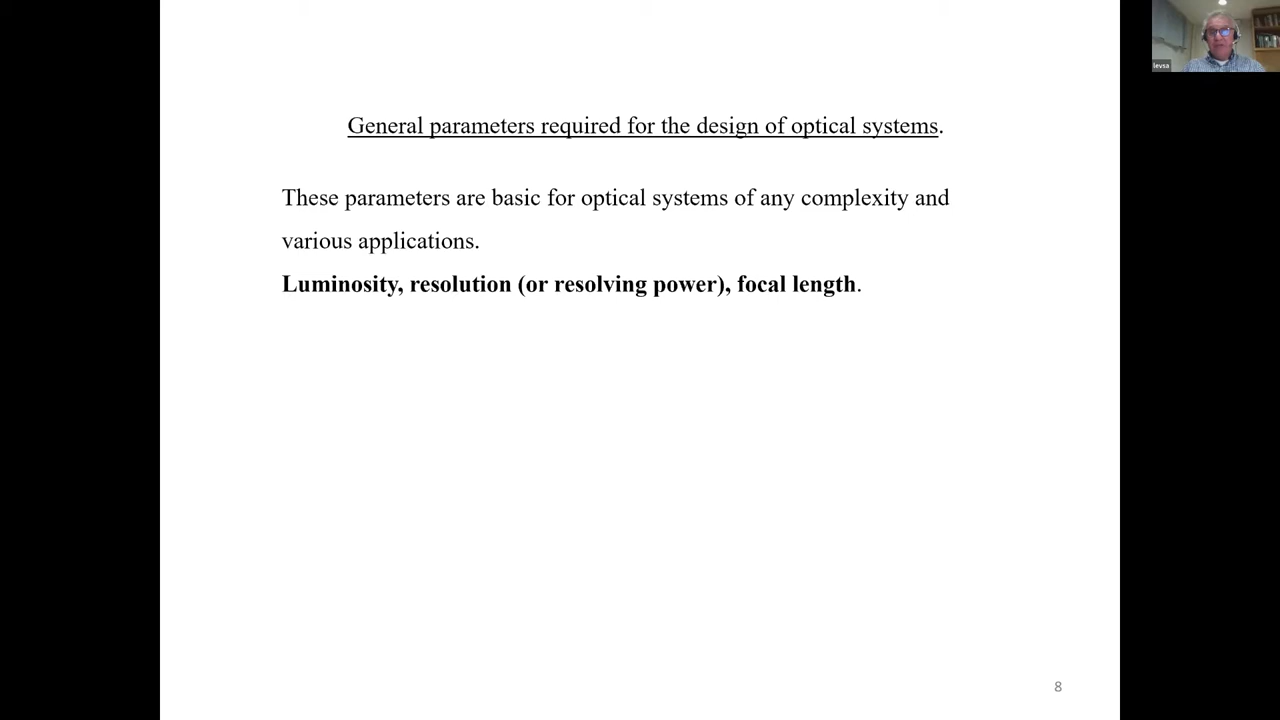 General parameters required for the design of optical systems.
These parameters are basic for optical systems of any complexity and
various applications.
Luminosity, resolution (or resolving power), focal length.
8
levsa